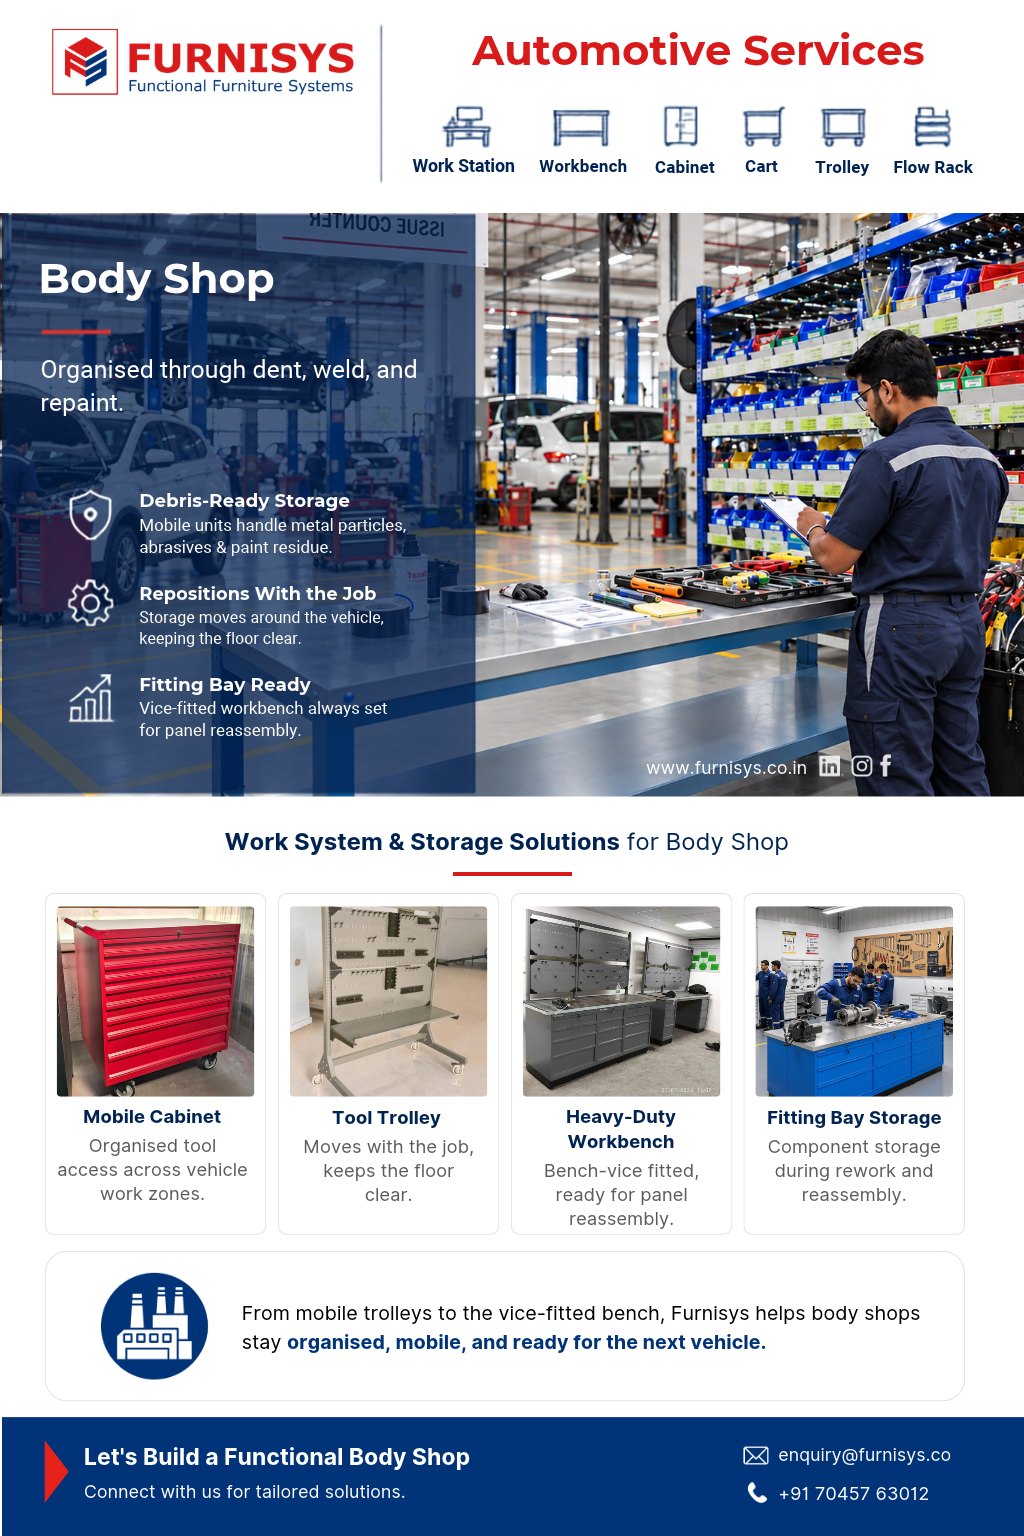 FURNISYS
Functional Furniture Systems
Automotive Services
Work Station
Workbench
Cabinet
Cart
Trolley
Flow Rack
ISSUE COUNTER
Body Shop
Organised through dent, weld, and
repaint.
Debris-Ready Storage
Mobile units handle metal particles,
abrasives & paint residue.
Repositions With the Job
Storage moves around the vehicle,
keeping the floor clear.
Fitting Bay Ready
Vice-fitted workbench always set
for panel reassembly.
www.furnisys.co.in
Work System & Storage Solutions for Body Shop
Mobile Cabinet
Organised tool
access across vehicle
work zones.
Tool Trolley
Moves with the job,
keeps the floor
clear.
Heavy-Duty
Workbench
Bench-vice fitted,
ready for panel
reassembly.
Fitting Bay Storage
Component storage
during rework and
reassembly.
From mobile trolleys to the vice-fitted bench, Furnisys helps body shops
stay organised, mobile, and ready for the next vehicle.
Let's Build a Functional Body Shop
Connect with us for tailored solutions.
enquiry@furnisys.co
+91 70457 63012